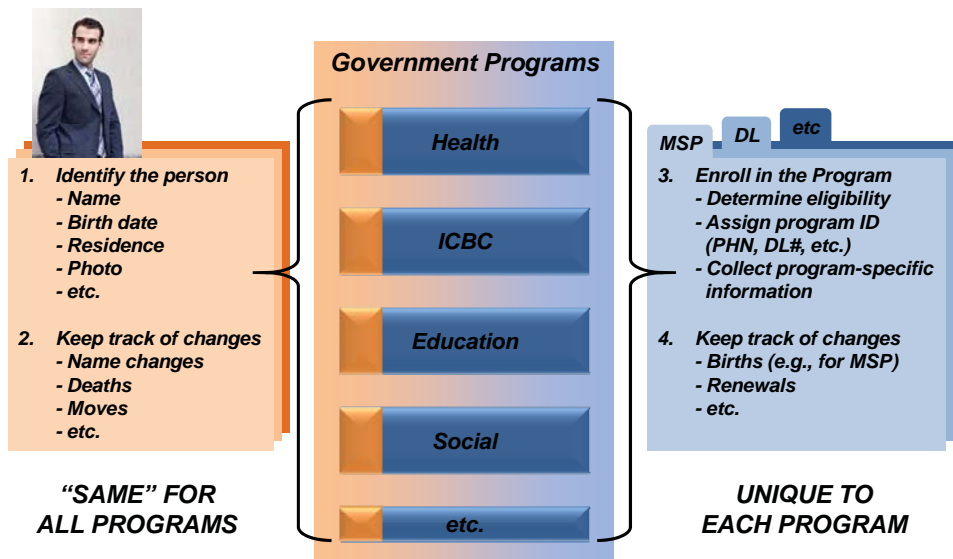 Government Programs
Health
ICBC
Education
Social
etc.
1. Identify the person
- Name
- Birth date
- Residence
- Photo
- etc.
2. Keep track of changes
- Name changes
- Deaths
- Moves
- etc.
“SAME” FOR
ALL PROGRAMS
MSP
DL
etc
3. Enroll in the Program
- Determine eligibility
- Assign program ID
(PHN, DL#, etc.)
- Collect program-specific
information
4. Keep track of changes
- Births (e.g., for MSP)
- Renewals
- etc.
UNIQUE TO
EACH PROGRAM